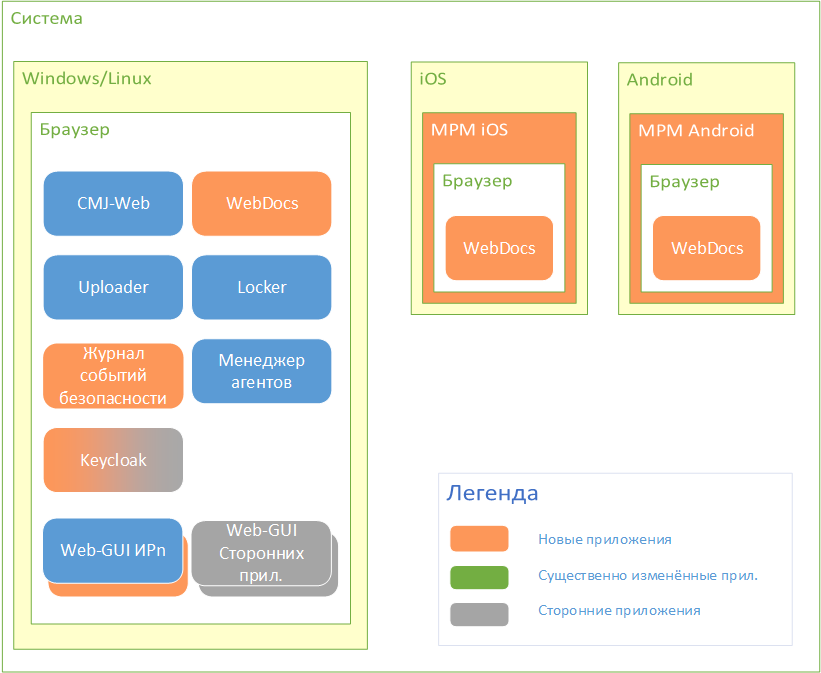 Система
Windows/Linux
Браузер
CMJ-Web
WebDocs
Uploader
Locker
Журнал
событий
безопасности
Менеджер
агентов
Keycloak
Web-GUI ИРп
Web-GUI
Сторонних
прил.
iOS
MPM iOS
Браузер
WebDocs
Android
MPM Android
Браузер
WebDocs
Легенда
Новые приложения
Существенно изменённые прил.
Сторонние приложения